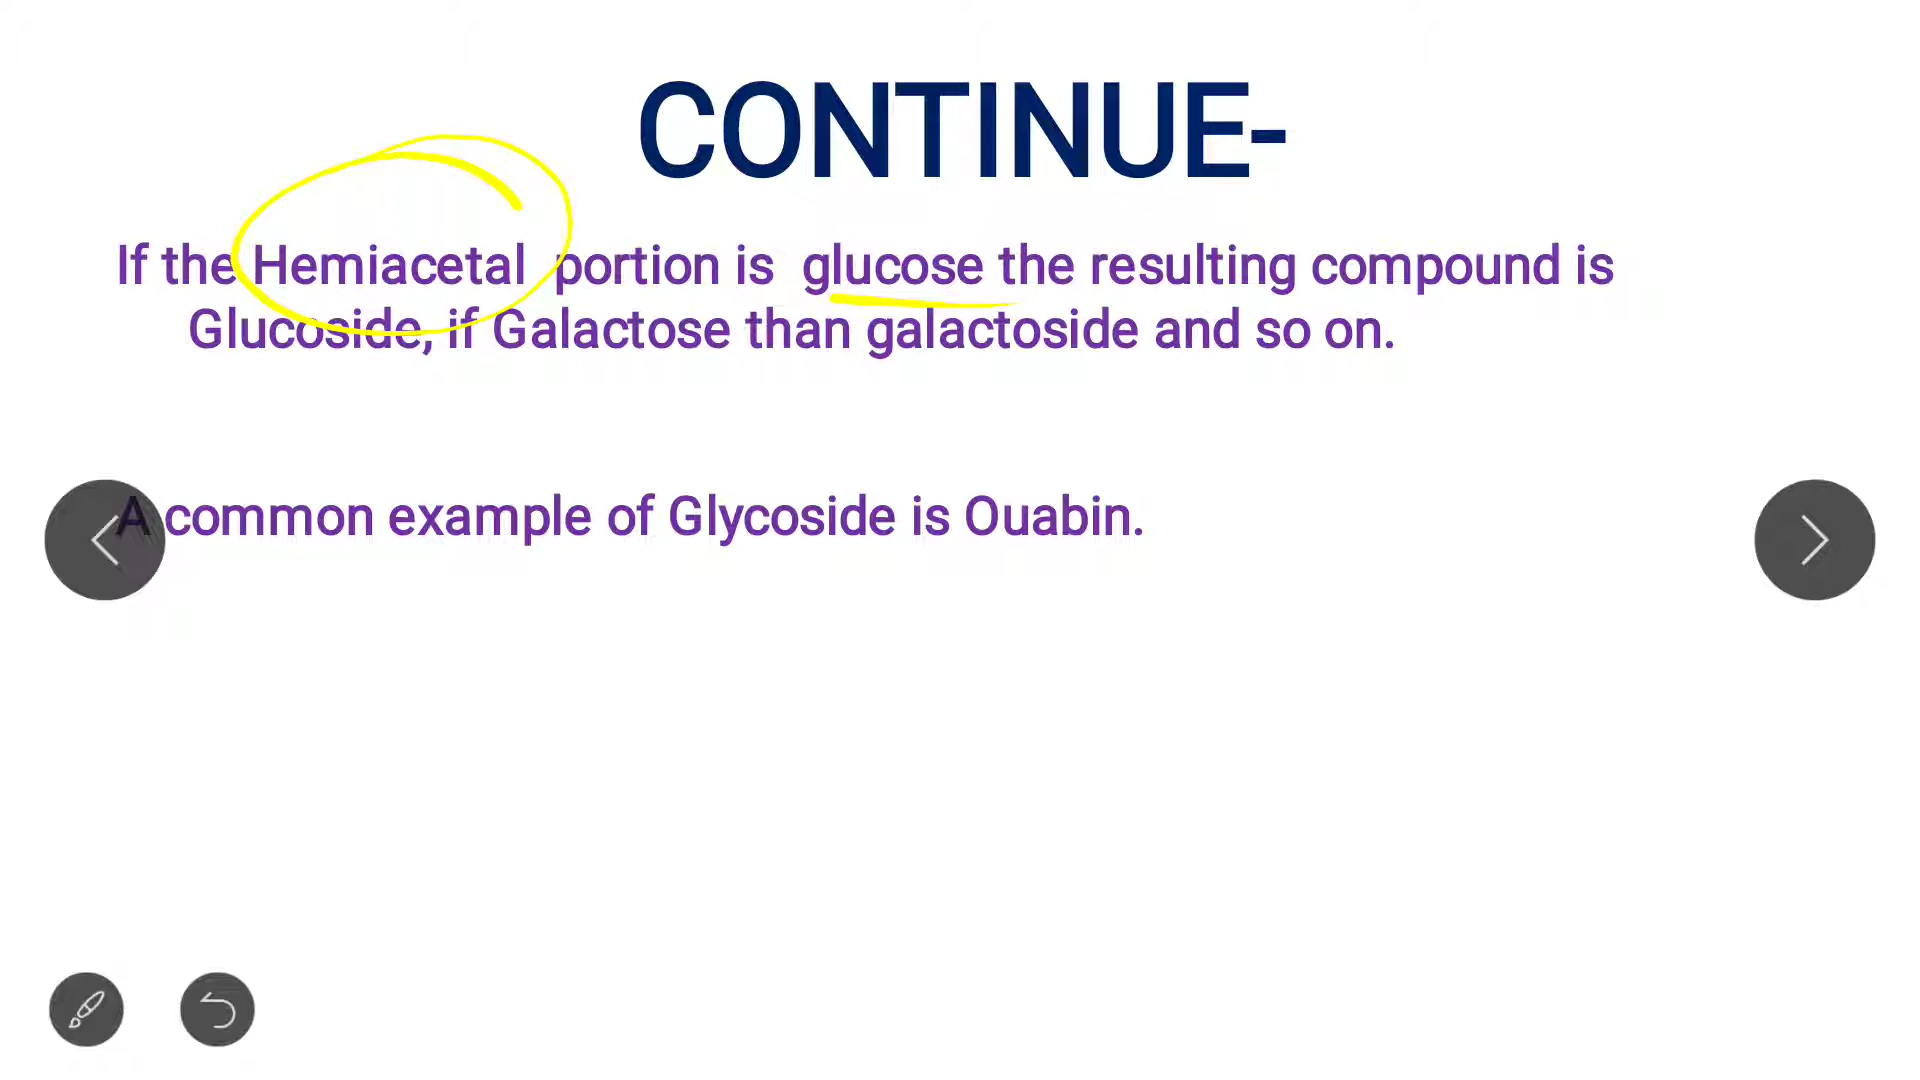 CONTINUE-
If the Hemiacetal portion is glucose the resulting compound is
Glucoside, if Galactose than galactoside and so on.
A common example of Glycoside is Ouabin.